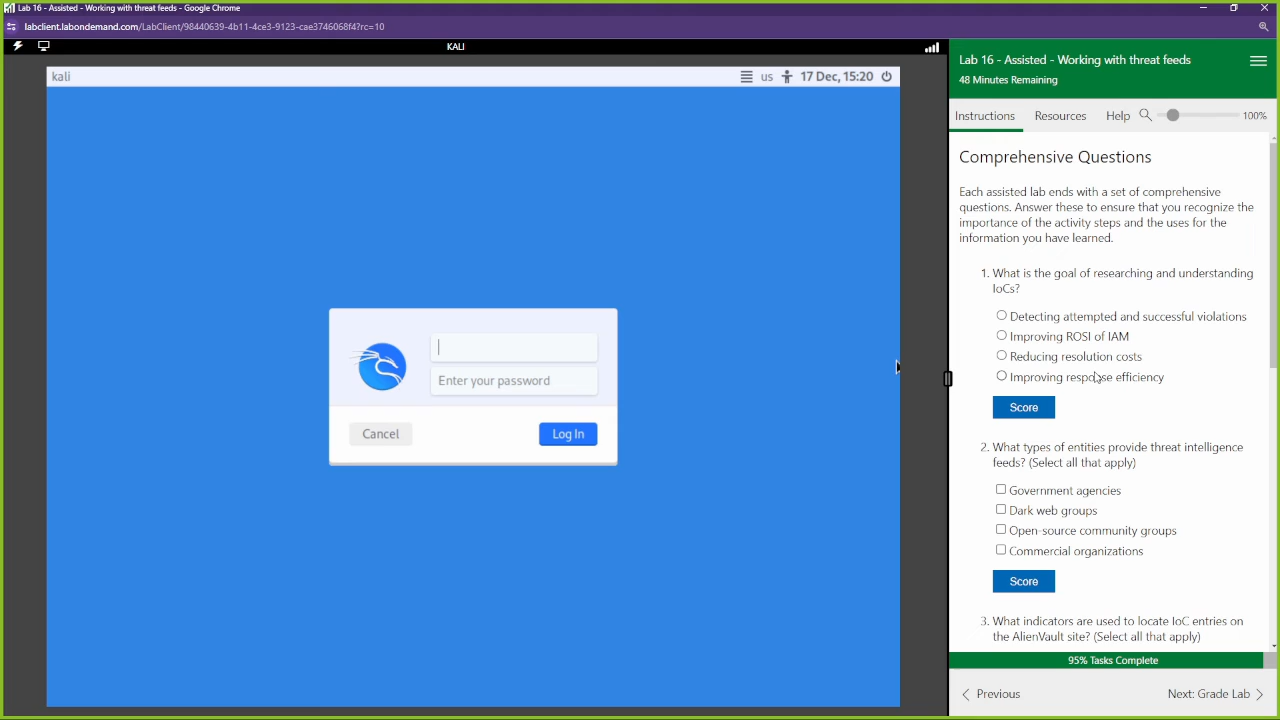 Lab 16 - Assisted - Working with threat feeds - Google Chrome
labclient.labondemand.com/LabClient/98440639-4b11-4ce3-9123-cae3746068f4?rc=10
KALI
kali
us
17 Dec, 15:20
Enter your password
Cancel
Log In
Lab 16 - Assisted - Working with threat feeds
48 Minutes Remaining
Instructions
Resources
Help
100%
Comprehensive Questions
Each assisted lab ends with a set of comprehensive
questions. Answer these to ensure that you recognize the
importance of the activity steps and the uses for the
information you have learned.
1. What is the goal of researching and understanding
IoCs?
Detecting attempted and successful violations
Improving ROSI of IAM
Reducing resolution costs
Improving response efficiency
Score
2. What types of entities provide threat intelligence
feeds? (Select all that apply)
Government agencies
Dark web groups
Open-source community groups
Commercial organizations
Score
3. What indicators are used to locate IoC entries on
the AlienVault site? (Select all that apply)
95% Tasks Complete
Previous
Next: Grade Lab